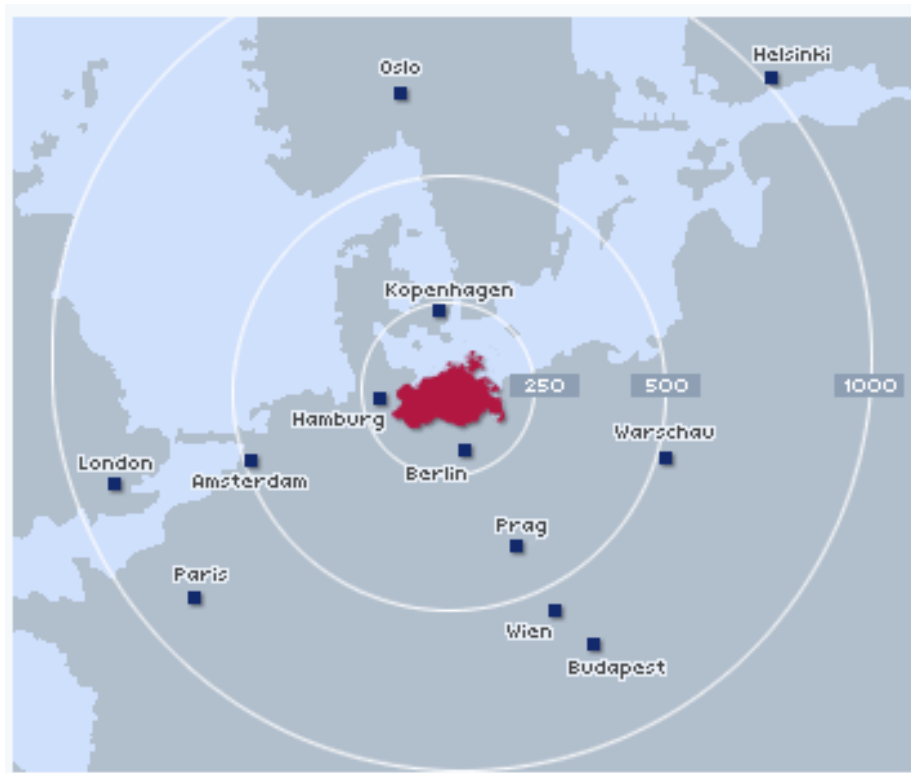 Helsinki
Oslo
Kopenhagen
250
500
1000
Hamburg
Warschau
London
Berlin
Amsterdam
Prag
Paris
Wien
Budapest